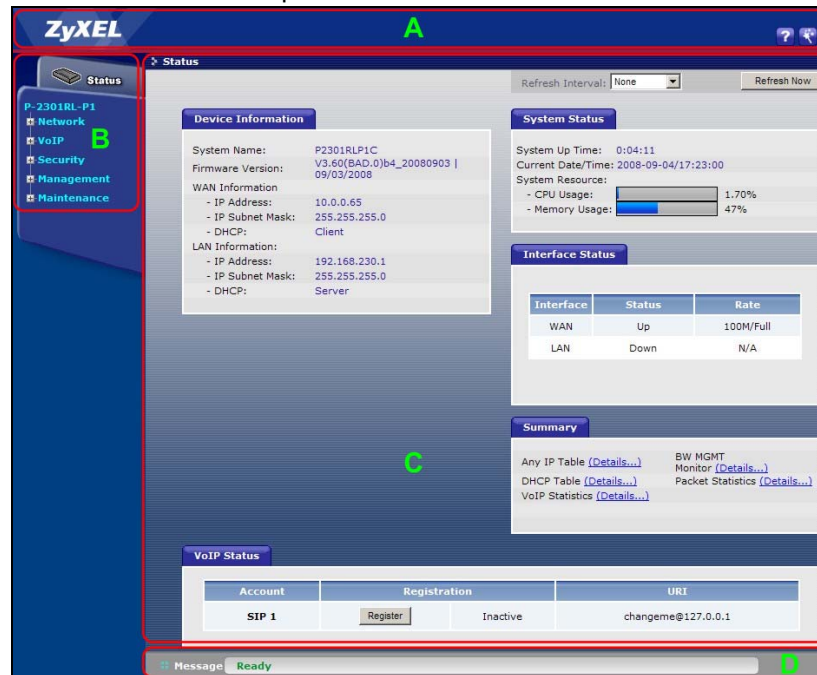 ZyXEL
A
?
Status
P-2301RL-P1
Network
VoIP
Security
Management
Maintenance
B
Status
Refresh Interval: None
Refresh Now
Device Information
System Name: P2301RLP1C
Firmware Version: V3.60(BAD.0)b4_20080903 |
09/03/2008
WAN Information
- IP Address: 10.0.0.65
- IP Subnet Mask: 255.255.255.0
- DHCP: Client
LAN Information:
- IP Address: 192.168.230.1
- IP Subnet Mask: 255.255.255.0
- DHCP: Server
System Status
System Up Time: 0:04:11
Current Date/Time: 2008-09-04/17:23:00
System Resource:
- CPU Usage: 1.70%
- Memory Usage: 47%
Interface Status
Interface Status Rate
WAN Up 100M/Full
LAN Down N/A
Summary
Any IP Table (Details...)
BW MGMT
Monitor (Details...)
DHCP Table (Details...)
Packet Statistics (Details...)
VoIP Statistics (Details...)
C
VoIP Status
Account Registration URI
SIP 1 Register Inactive changeme@127.0.0.1
Message Ready
D